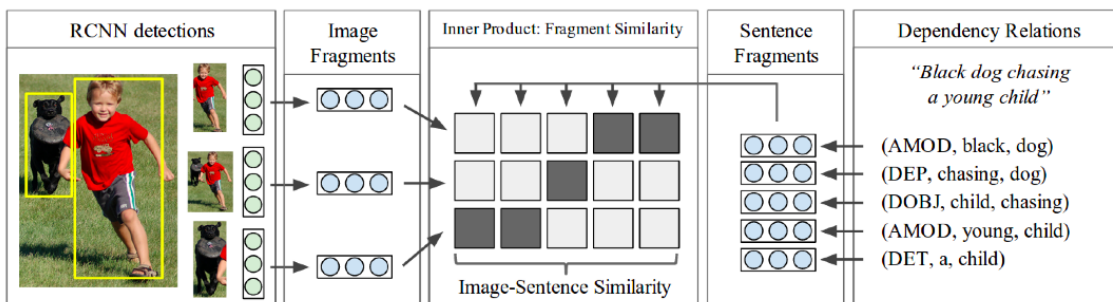 RCNN detections
Image
Fragments
Inner Product: Fragment Similarity
Image-Sentence Similarity
Sentence
Fragments
Dependency Relations
“Black dog chasing
a young child”
(AMOD, black, dog)
(DEP, chasing, dog)
(DOBJ, child, chasing)
(AMOD, young, child)
(DET, a, child)